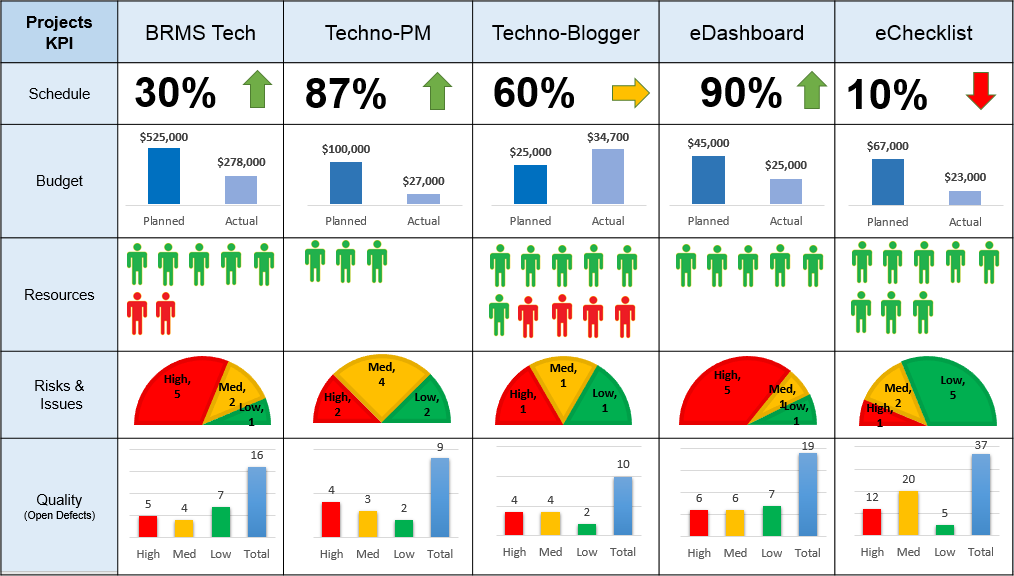 Projects
KPI
BRMS Tech
Techno-PM
Techno-Blogger
eDashboard
eChecklist
Schedule
30%
87%
60%
90%
10%
Budget
$525,000
$278,000
Planned
Actual
$100,000
$27,000
Planned
Actual
$25,000
$34,700
Planned
Actual
$45,000
$25,000
Planned
Actual
$67,000
$23,000
Planned
Actual
Resources
Risks &
Issues
High,
5
Med,
2
Low,
1
High,
2
Med,
4
Low,
2
High,
1
Med,
1
Low,
1
High,
5
Med,
1
Low,
1
High,
1
Med,
2
Low,
5
Quality
(Open Defects)
5
4
7
16
High
Med
Low
Total
4
3
2
9
High
Med
Low
Total
4
4
2
10
High
Med
Low
Total
6
6
7
19
High
Med
Low
Total
12
20
5
37
High
Med
Low
Total